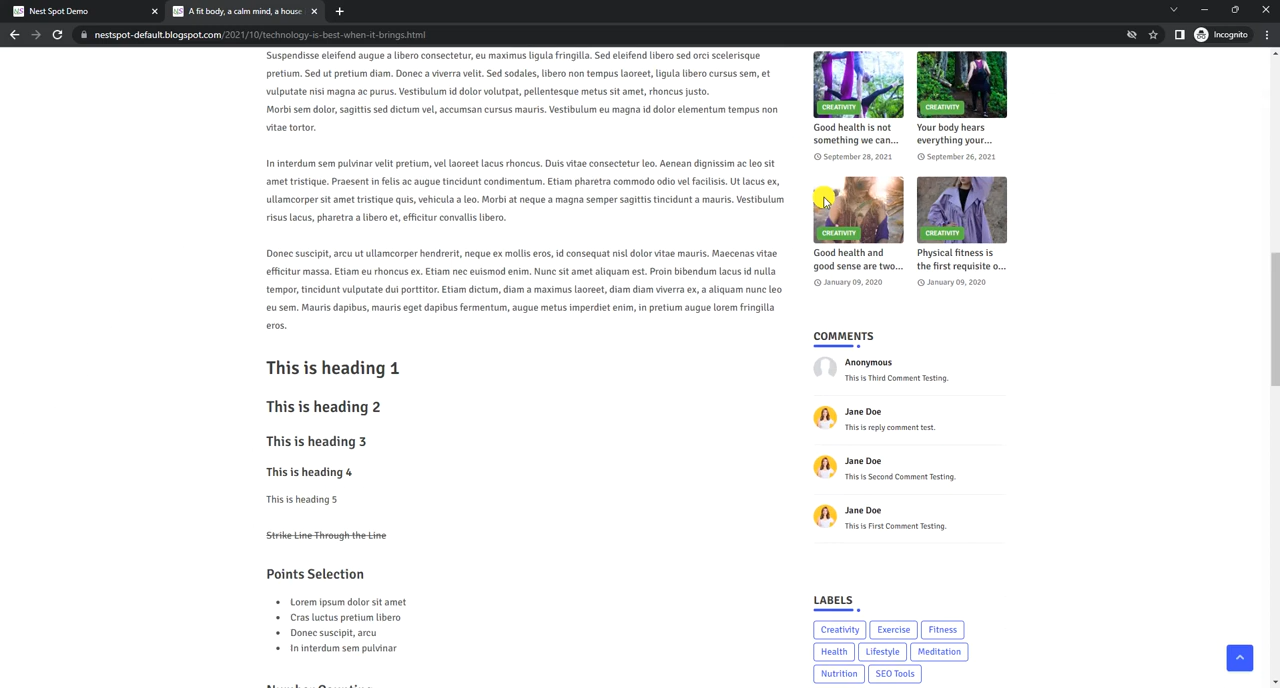 Nest Spot Demo
A fit body, a calm mind, a house
nestspot-default.blogspot.com/2021/10/technology-is-best-when-it-brings.html
Incognito
Suspendisse eleifend augue a libero consectetur, eu maximus ligula fringilla. Sed eleifend libero sed orci scelerisque
pretium. Sed ut pretium diam. Donec a viverra velit. Sed sodales, libero non tempus laoreet, ligula libero cursus sem, et
vulputate nisi magna ac purus. Vestibulum id dolor volutpat, pellentesque metus sit amet, rhoncus justo.
Morbi sem dolor, sagittis sed dictum vel, accumsan cursus mauris. Vestibulum eu magna id dolor elementum tempus non
vitae tortor.
In interdum sem pulvinar velit pretium, vel laoreet lacus rhoncus. Duis vitae consectetur leo. Aenean dignissim ac leo sit
amet tristique. Praesent in felis ac augue tincidunt condimentum. Etiam pharetra commodo odio vel facilisis. Ut lacus ex,
ullamcorper sit amet tristique quis, vehicula a leo. Morbi at neque a magna semper sagittis tincidunt a mauris. Vestibulum
risus lacus, pharetra a libero et, efficitur convallis libero.
Donec suscipit, arcu ut ullamcorper hendrerit, neque ex mollis eros, id consequat nisl dolor vitae mauris. Maecenas vitae
efficitur massa. Etiam eu rhoncus ex. Etiam nec euismod enim. Nunc sit amet aliquam est. Proin bibendum lacus id nulla
tempor, tincidunt vulputate dui porttitor. Etiam dictum, diam a maximus laoreet, diam diam viverra ex, a aliquam nunc leo
eu sem. Mauris dapibus, mauris eget dapibus fermentum, augue metus imperdiet enim, in pretium augue lorem fringilla
eros.
This is heading 1
This is heading 2
This is heading 3
This is heading 4
This is heading 5
Strike Line Through the Line
Points Selection
Lorem ipsum dolor sit amet
Cras luctus pretium libero
Donec suscipit, arcu
In interdum sem pulvinar
Number Counting
CREATIVITY
Good health is not
something we can...
September 28, 2021
CREATIVITY
Your body hears
everything your...
September 26, 2021
CREATIVITY
Good health and
good sense are two...
January 09, 2020
CREATIVITY
Physical fitness is
the first requisite o...
January 09, 2020
COMMENTS
Anonymous
This is Third Comment Testing.
Jane Doe
This is reply comment test.
Jane Doe
This is Second Comment Testing.
Jane Doe
This is First Comment Testing.
LABELS
Creativity Exercise Fitness
Health Lifestyle Meditation
Nutrition SEO Tools